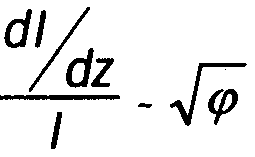 dI/dz / I - √φ